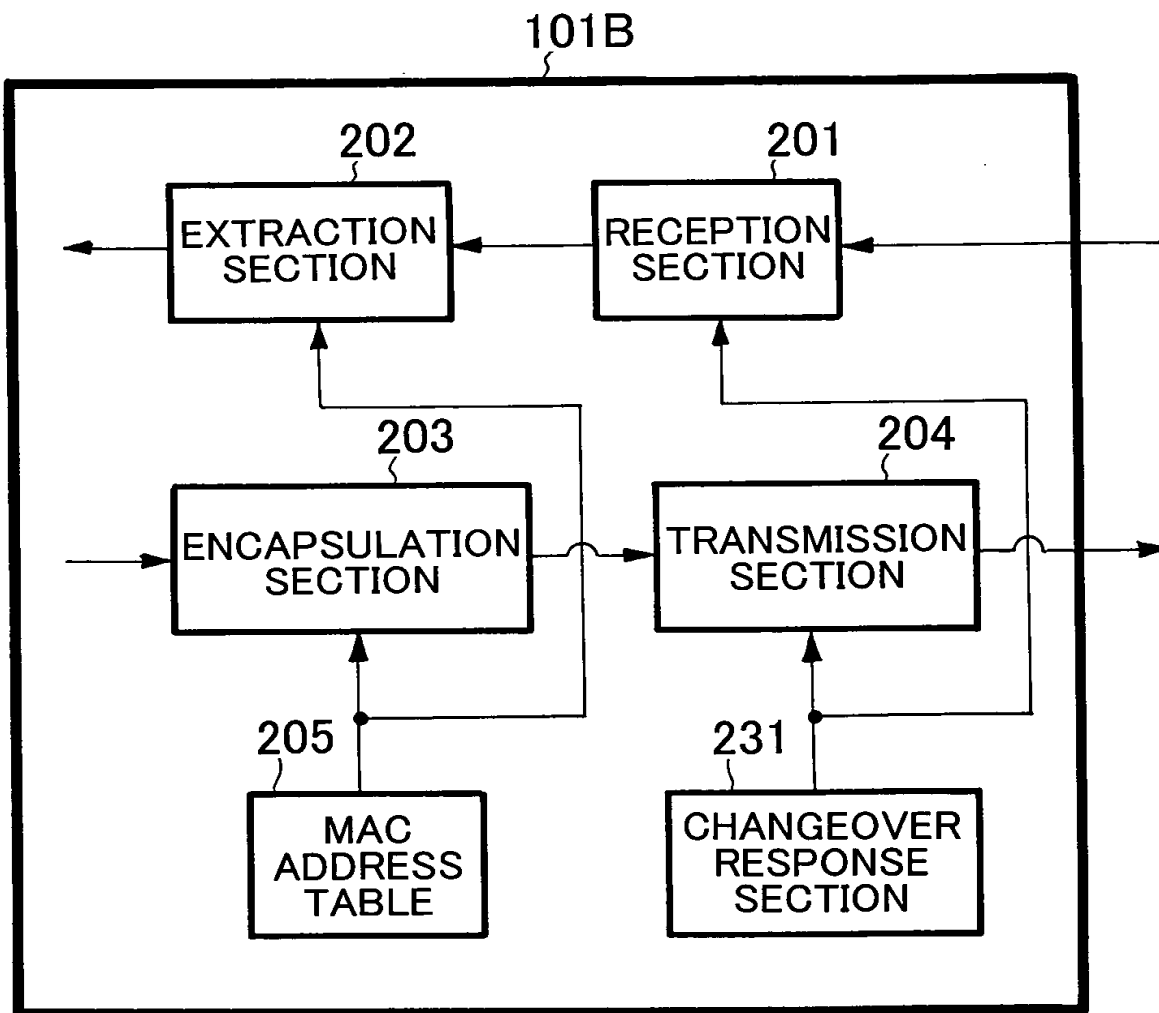 101B
202
201
EXTRACTION
SECTION
RECEPTION
SECTION
203
204
ENCAPSULATION
SECTION
TRANSMISSION
SECTION
205
231
MAC
ADDRESS
TABLE
CHANGEOVER
RESPONSE
SECTION